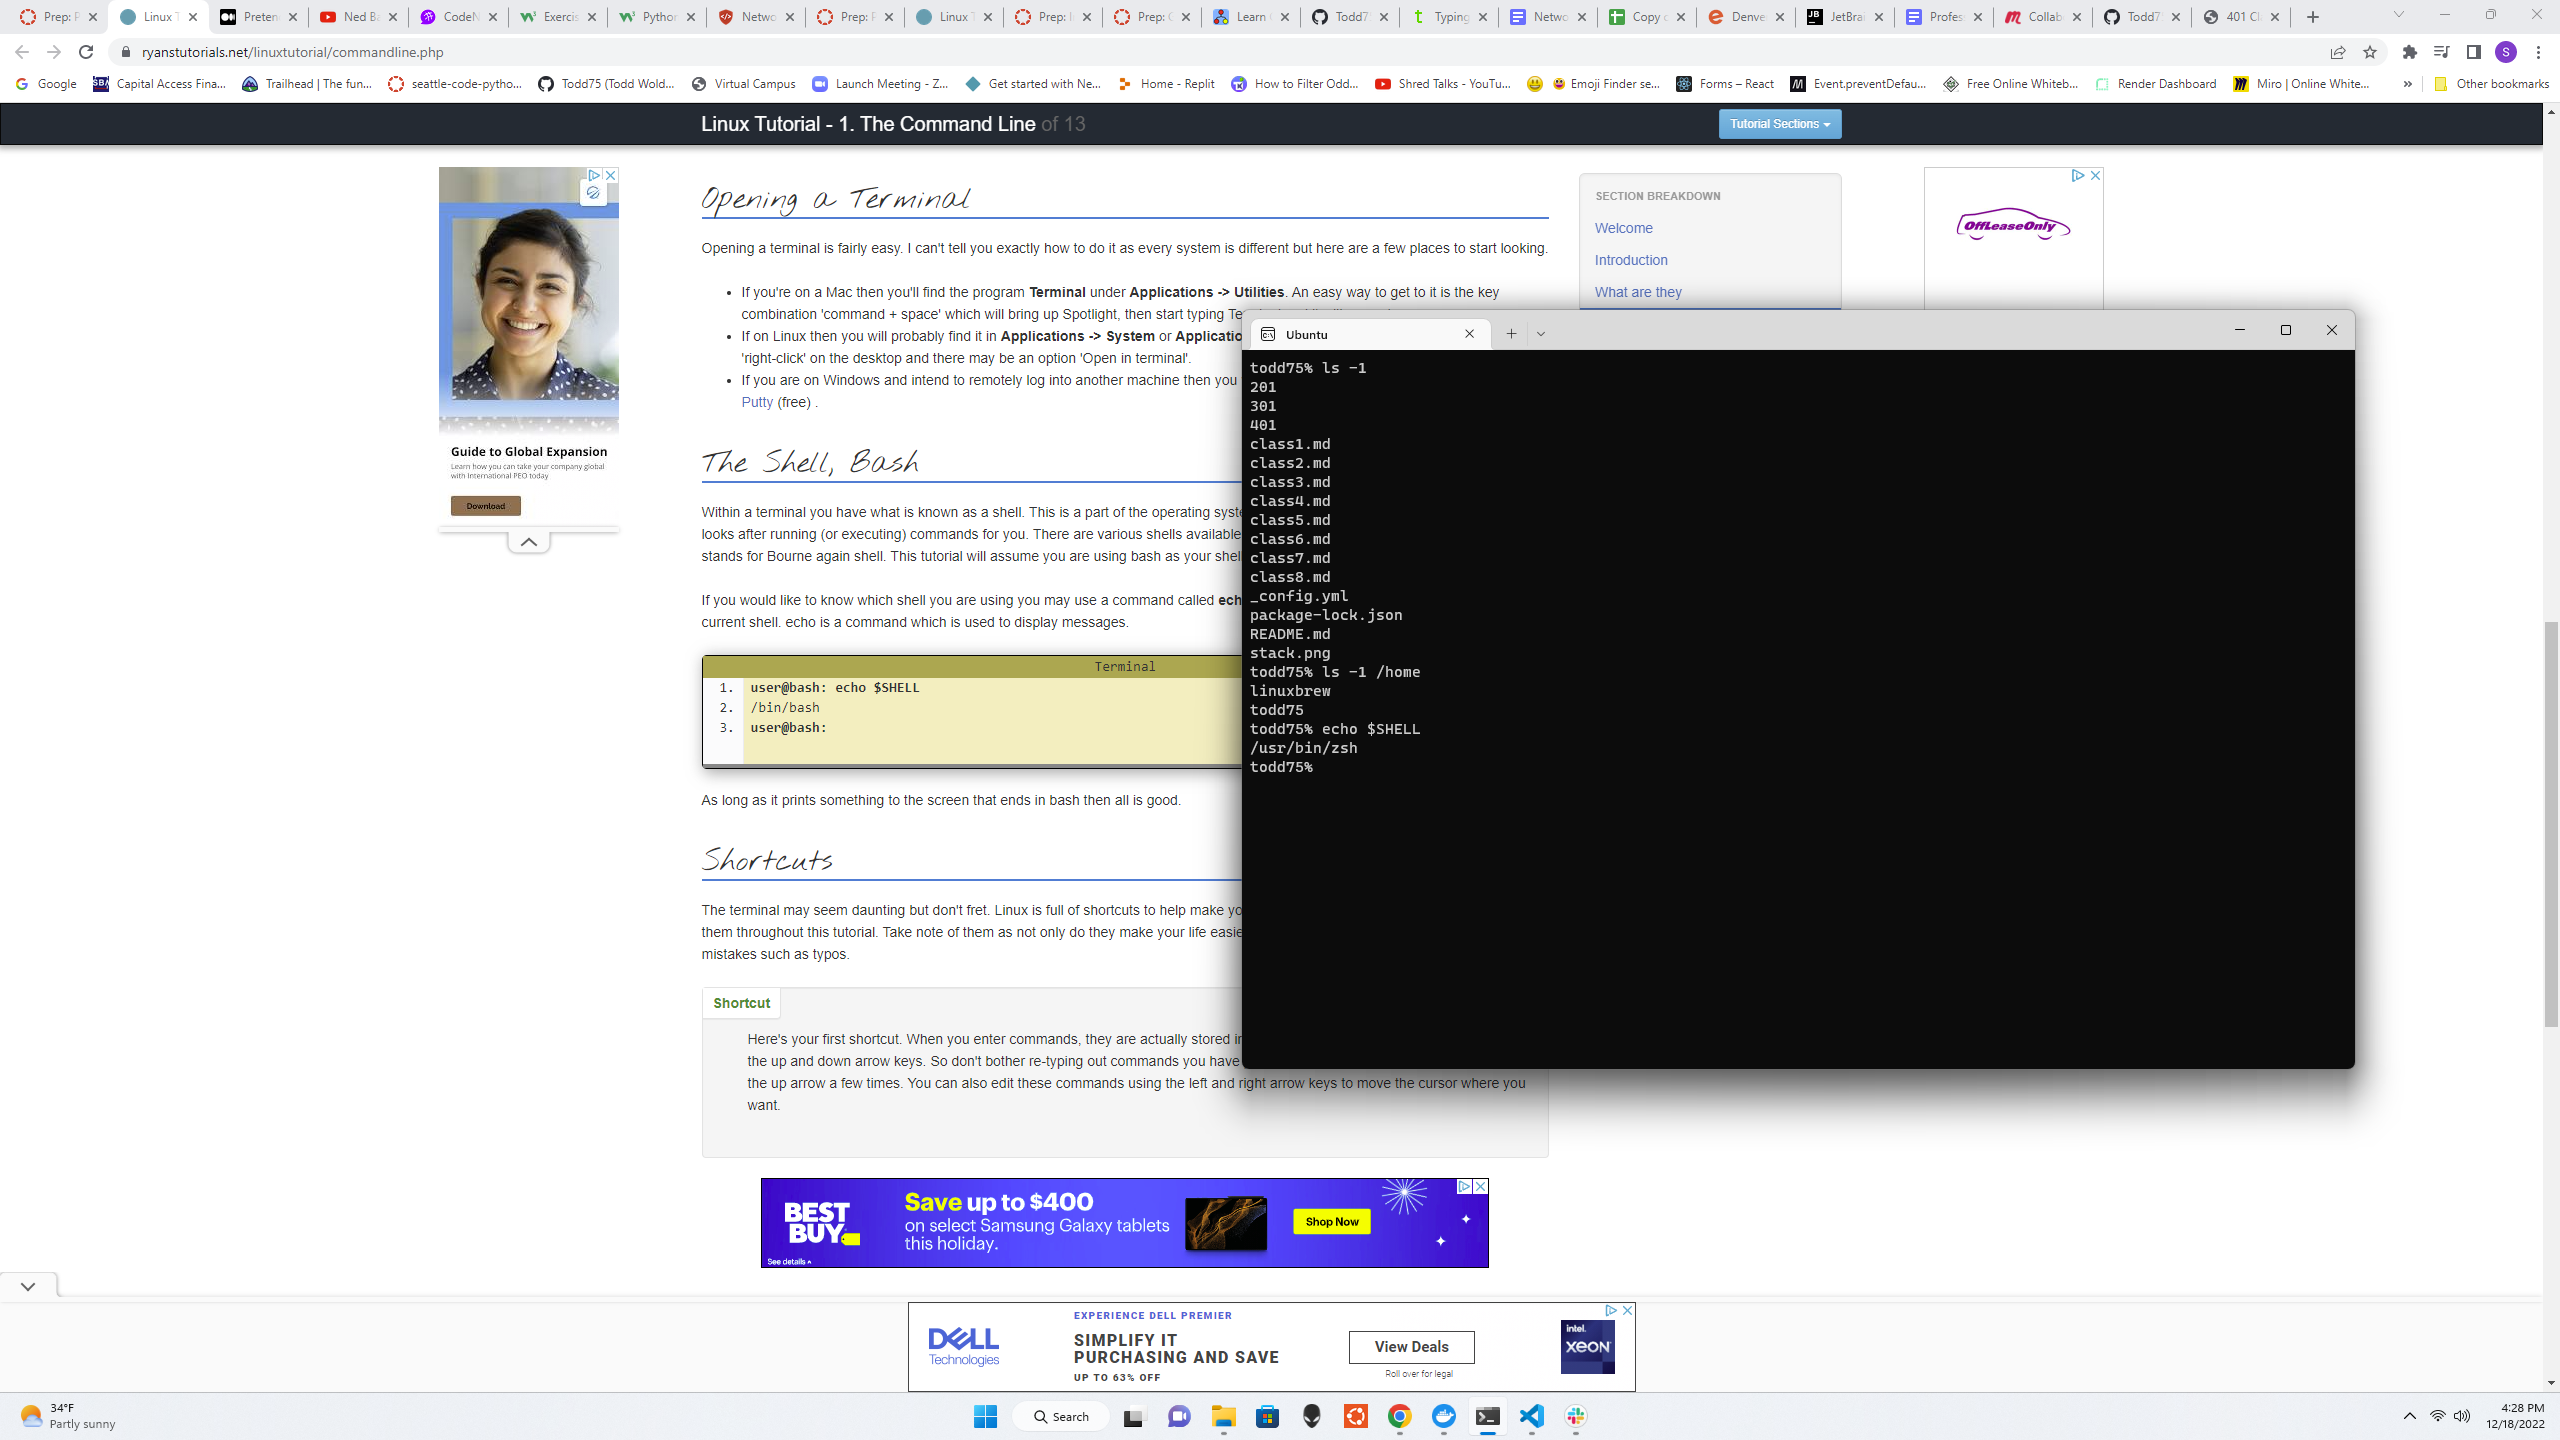 Prep: P
Linux T
Preten
Ned Ba
CodeN
Exercis
Python
Netwo
Prep: P
Linux T
Prep: I
Prep: G
Learn
Todd7
Typing
Netwo
Copy o
Denve
JetBrai
Profes
Collab
Todd7
401 Cl
ryanstutorials.net/linuxtutorial/commandline.php
S
Google
Capital Access Fina...
Trailhead | The fun...
seattle-code-pytho...
Todd75 (Todd Wold...
Virtual Campus
Launch Meeting - Z...
Get started with Ne...
Home - Replit
How to Filter Odd...
Shred Talks - YouTu...
Emoji Finder se...
Forms – React
Event.preventDefau...
Free Online Whiteb...
Render Dashboard
Miro | Online White...
»
Other bookmarks
Linux Tutorial - 1. The Command Line of 13
Tutorial Sections
Opening a Terminal
Opening a terminal is fairly easy. I can't tell you exactly how to do it as every system is different but here are a few places to start looking.
• If you're on a Mac then you'll find the program Terminal under Applications -> Utilities. An easy way to get to it is the key
combination 'command + space' which will bring up Spotlight, then start typing
• If on Linux then you will probably find it in Applications -> System or Applicatio
'right-click' on the desktop and there may be an option 'Open in terminal'.
• If you are on Windows and intend to remotely log into another machine then you
Putty (free) .
The Shell, Bash
Within a terminal you have what is known as a shell. This is a part of the operating syste
looks after running (or executing) commands for you. There are various shells available
stands for Bourne again shell. This tutorial will assume you are using bash as your shell
If you would like to know which shell you are using you may use a command called ech
current shell. echo is a command which is used to display messages.
Terminal
1. user@bash: echo $SHELL
2. /bin/bash
3. user@bash:
As long as it prints something to the screen that ends in bash then all is good.
Shortcuts
The terminal may seem daunting but don't fret. Linux is full of shortcuts to help make yo
them throughout this tutorial. Take note of them as not only do they make your life easie
mistakes such as typos.
Shortcut
Here's your first shortcut. When you enter commands, they are actually stored in
the up and down arrow keys. So don't bother re-typing out commands you have
the up arrow a few times. You can also edit these commands using the left and right arrow keys to move the cursor where you
want.
SECTION BREAKDOWN
Welcome
Introduction
What are they
OffLeaseOnly
Guide to Global Expansion
Learn how you can take your company global
with International PEO today
Download
Ubuntu
todd75% ls -1
201
301
401
class1.md
class2.md
class3.md
class4.md
class5.md
class6.md
class7.md
class8.md
_config.yml
package-lock.json
README.md
stack.png
todd75% ls -1 /home
linuxbrew
todd75
todd75% echo $SHELL
/usr/bin/zsh
todd75%
BEST
BUY
See details
Save up to $400
on select Samsung Galaxy tablets
this holiday.
Shop Now
DELL
Technologies
EXPERIENCE DELL PREMIER
SIMPLIFY IT
PURCHASING AND SAVE
UP TO 63% OFF
View Deals
Roll over for legal
intel.
XEON
34°F
Partly sunny
Search
4:28 PM
12/18/2022